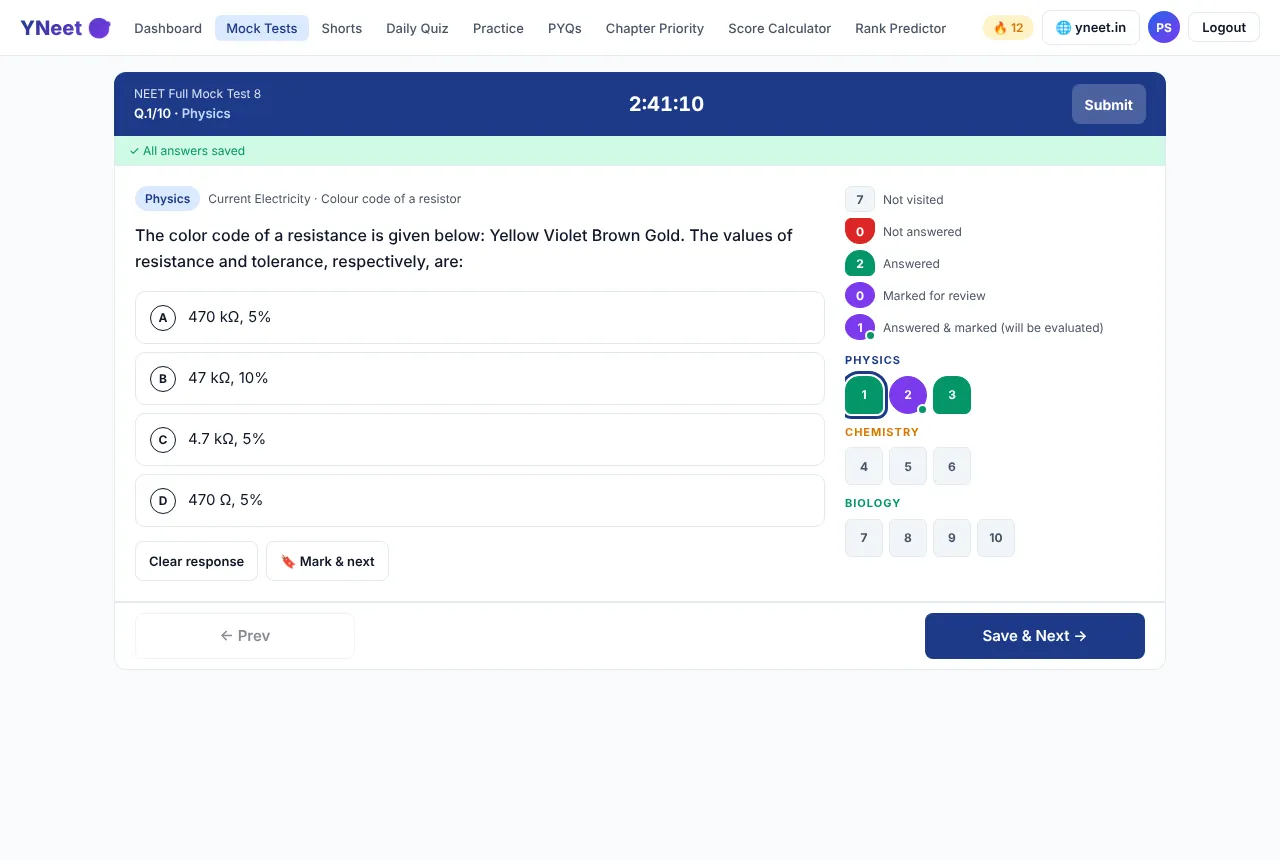 YNeet
Dashboard
Mock Tests
Shorts
Daily Quiz
Practice
PYQs
Chapter Priority
Score Calculator
Rank Predictor
🔥 12
🌐 yneet.in
PS
Logout
NEET Full Mock Test 8
Q.1/10 · Physics
2:41:10
Submit
✓ All answers saved
Physics
Current Electricity · Colour code of a resistor
The color code of a resistance is given below: Yellow Violet Brown Gold. The values of
resistance and tolerance, respectively, are:
A 470 kΩ, 5%
B 47 kΩ, 10%
C 4.7 kΩ, 5%
D 470 Ω, 5%
Clear response
🔖 Mark & next
7 Not visited
0 Not answered
2 Answered
0 Marked for review
1 Answered & marked (will be evaluated)
PHYSICS
1 2 3
CHEMISTRY
4 5 6
BIOLOGY
7 8 9 10
← Prev
Save & Next →